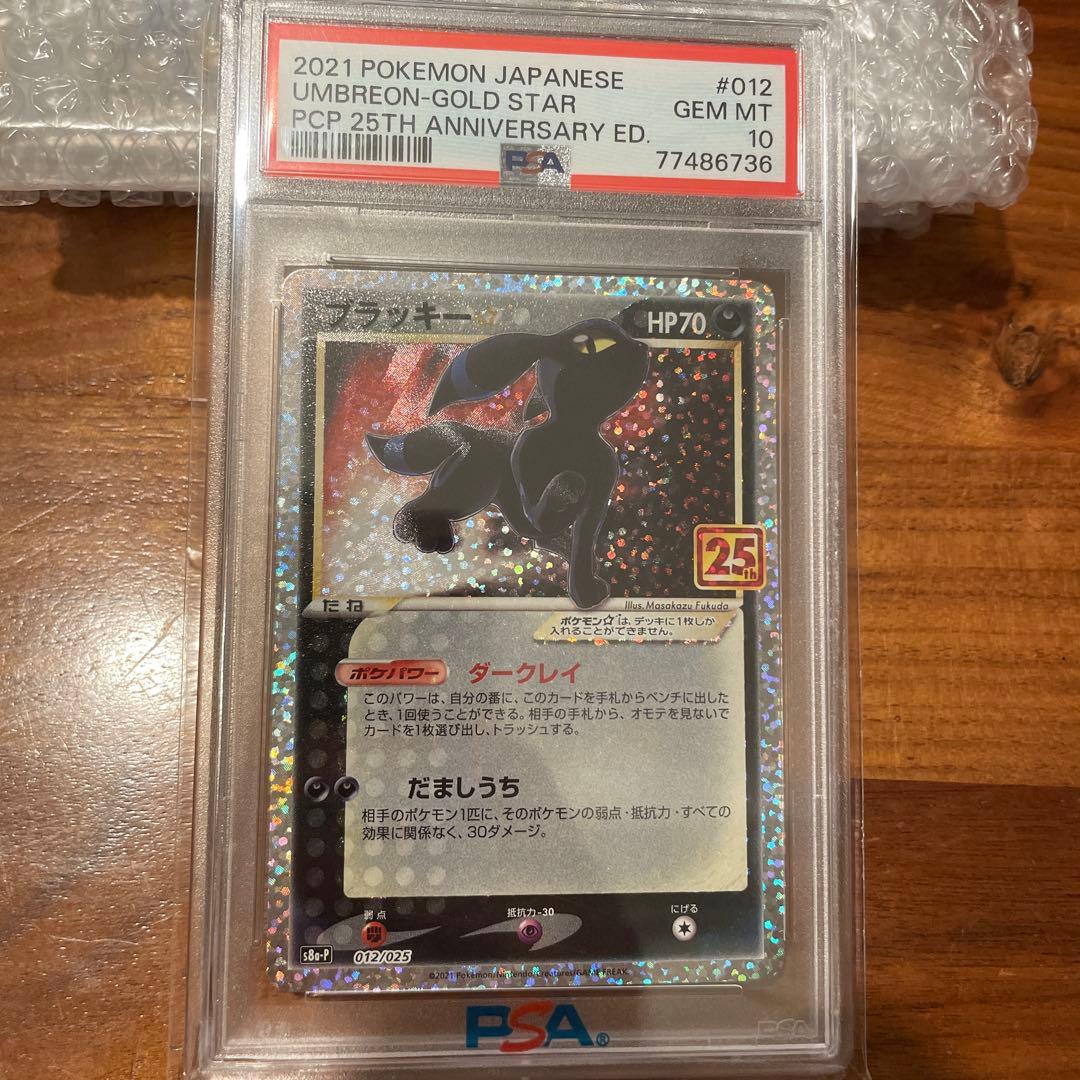 2021 POKEMON JAPANESE #012
UMBREON-GOLD STAR GEM MT
PCP 25TH ANNIVERSARY ED. 10
PSA 77486736
ブラッキー☆ HP70
25th
たね
Illus. Masakazu Fukuda
ポケモン☆は、デッキに1枚しか
入れることができません。
ポケパワー ダークレイ
このパワーは、自分の番に、このカードを手札からベンチに出した
とき、1回使うことができる。相手の手札から、オモテを見ないで
カードを1枚選び出し、トラッシュする。
だましうち
相手のポケモン1匹に、そのポケモンの弱点・抵抗力・すべての
効果に関係なく、30ダメージ。
弱点 抵抗力-30 にげる
s8a-P 012/025
©2021 Pokémon/Nintendo/Creatures/GAME FREAK
PSA®
PSA